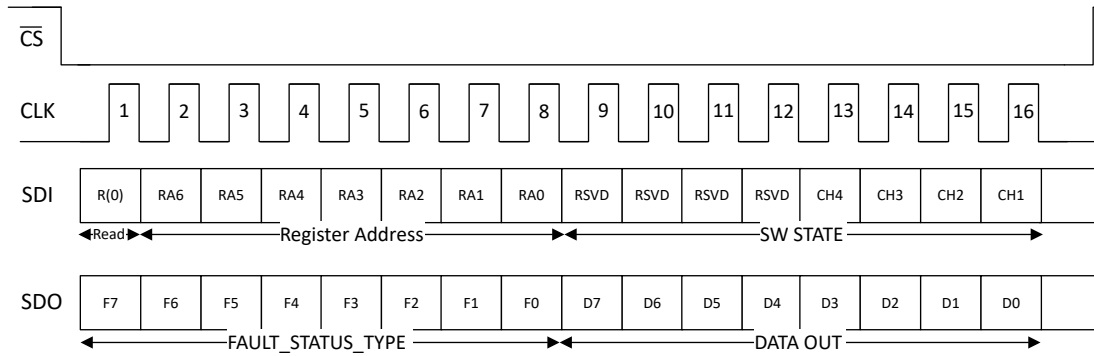 CS
CLK 1 2 3 4 5 6 7 8 9 10 11 12 13 14 15 16
SDI R(0) RA6 RA5 RA4 RA3 RA2 RA1 RA0 RSVD RSVD RSVD RSVD CH4 CH3 CH2 CH1
Read Register Address SW STATE
SDO F7 F6 F5 F4 F3 F2 F1 F0 D7 D6 D5 D4 D3 D2 D1 D0
FAULT_STATUS_TYPE DATA OUT